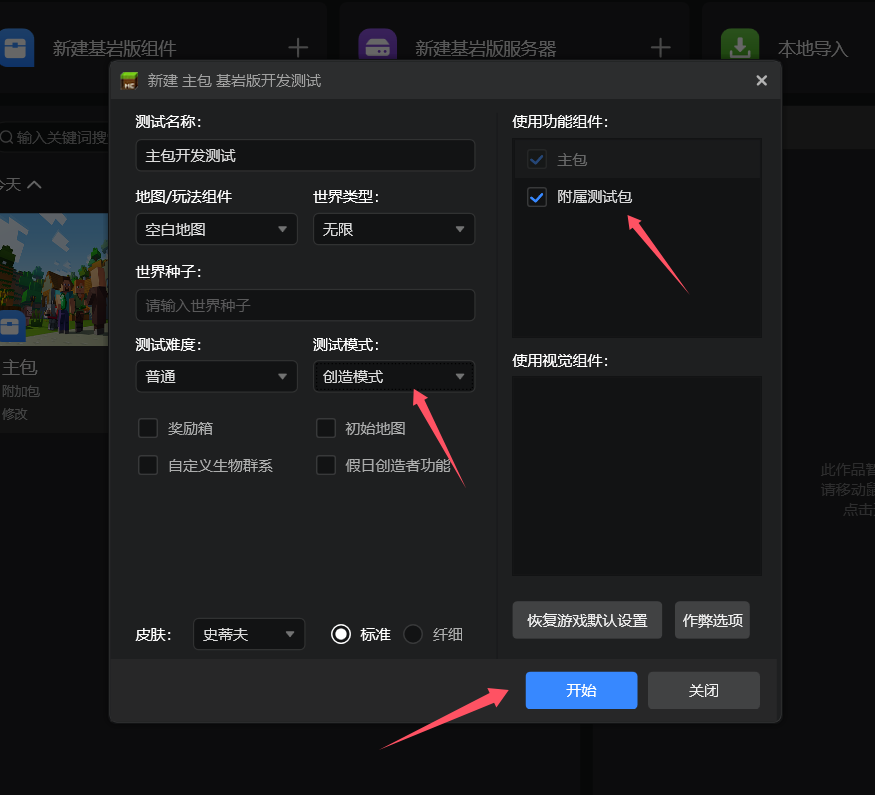 新建基岩版组件
新建基岩版服务器
本地导入
新建 主包 基岩版开发测试
测试名称：
使用功能组件：
输入关键词搜
主包开发测试
主包
今天
地图/玩法组件
世界类型：
附属测试包
空白地图
无限
世界种子：
请输入世界种子
测试难度：
测试模式：
使用视觉组件：
主包
普通
创造模式
附加包
修改
奖励箱
初始地图
自定义生物群系
假日创造者功能
此作品暂
请移动鼠
点击
恢复游戏默认设置
作弊选项
皮肤：
史蒂夫
标准
纤细
开始
关闭